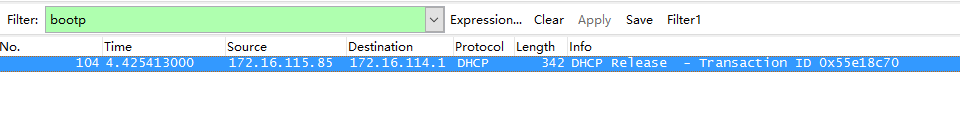 Filter: bootp Expression... Clear Apply Save Filter1
No. Time Source Destination Protocol Length Info
104 4.425413000 172.16.115.85 172.16.114.1 DHCP 342 DHCP Release - Transaction ID 0x55e18c70